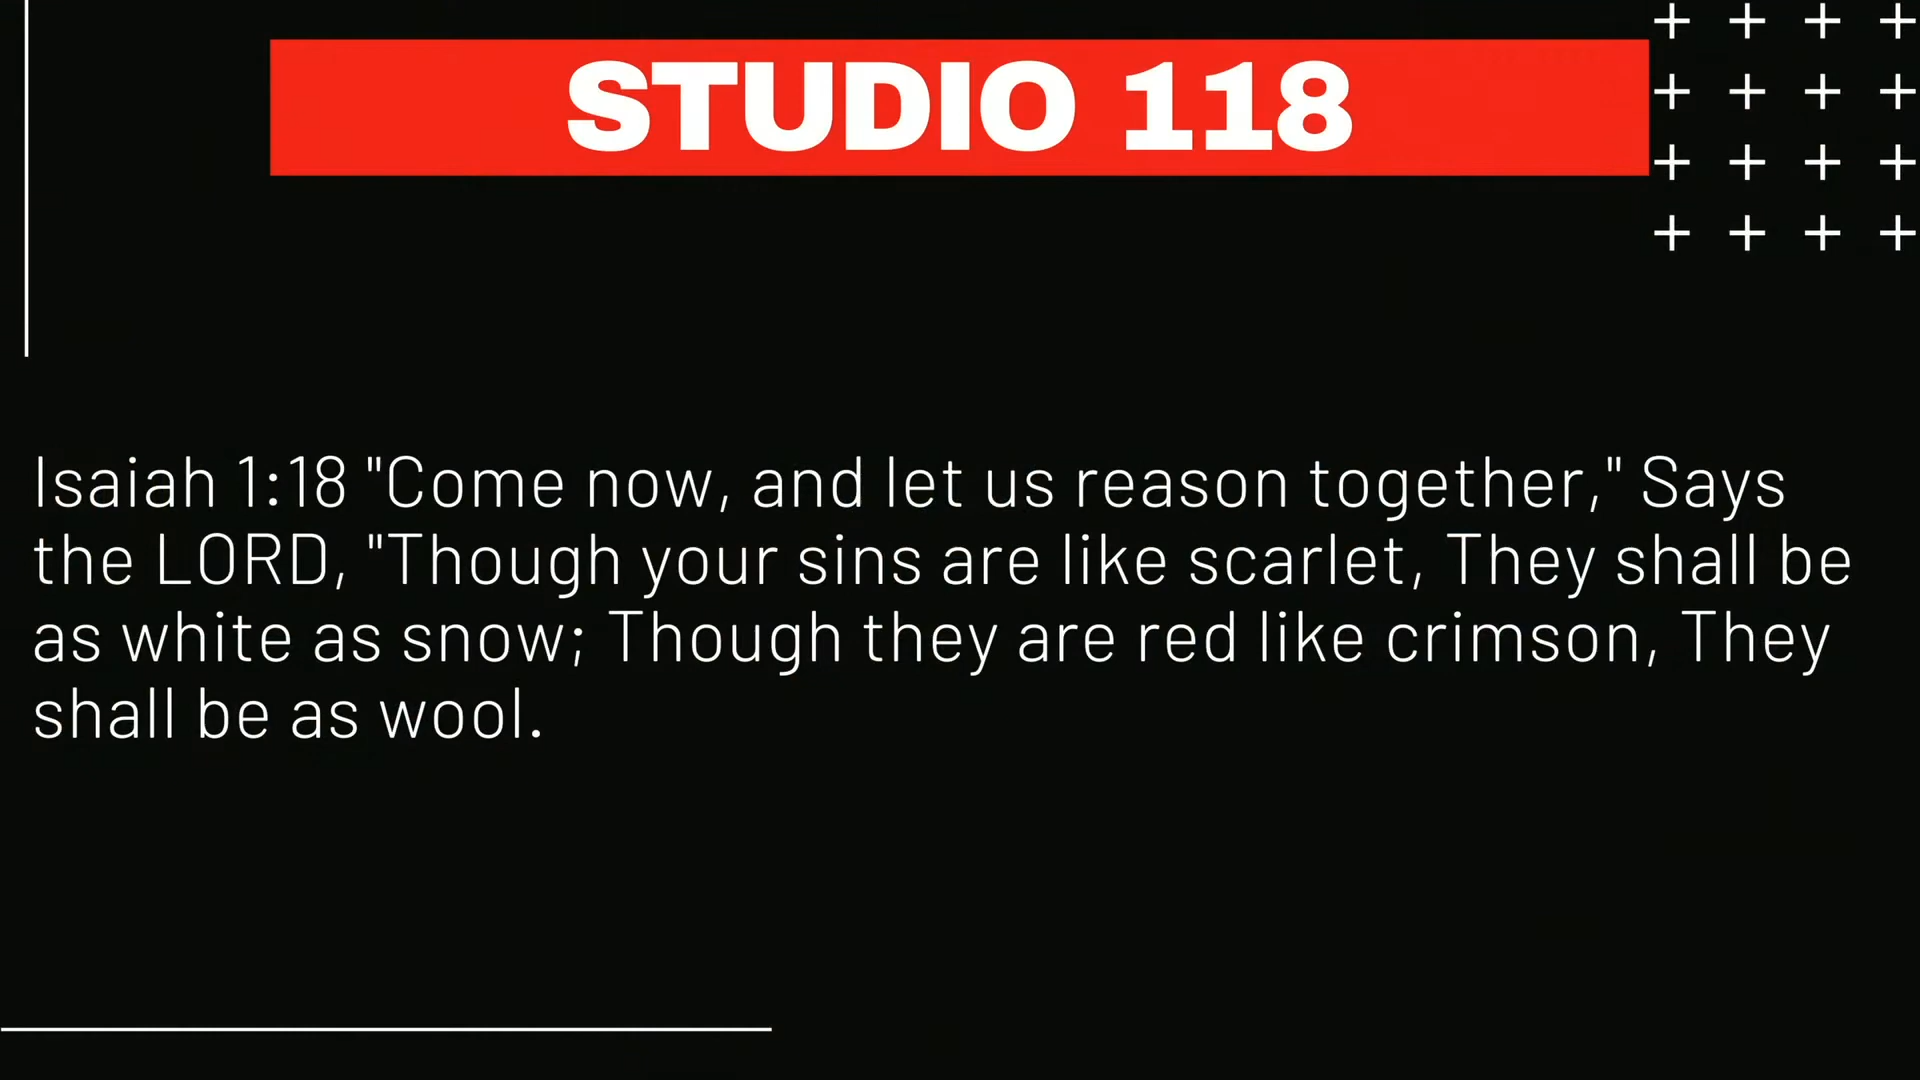 STUDIO 118
Isaiah 1:18 "Come now, and let us reason together," Says
the LORD, "Though your sins are like scarlet, They shall be
as white as snow; Though they are red like crimson, They
shall be as wool.